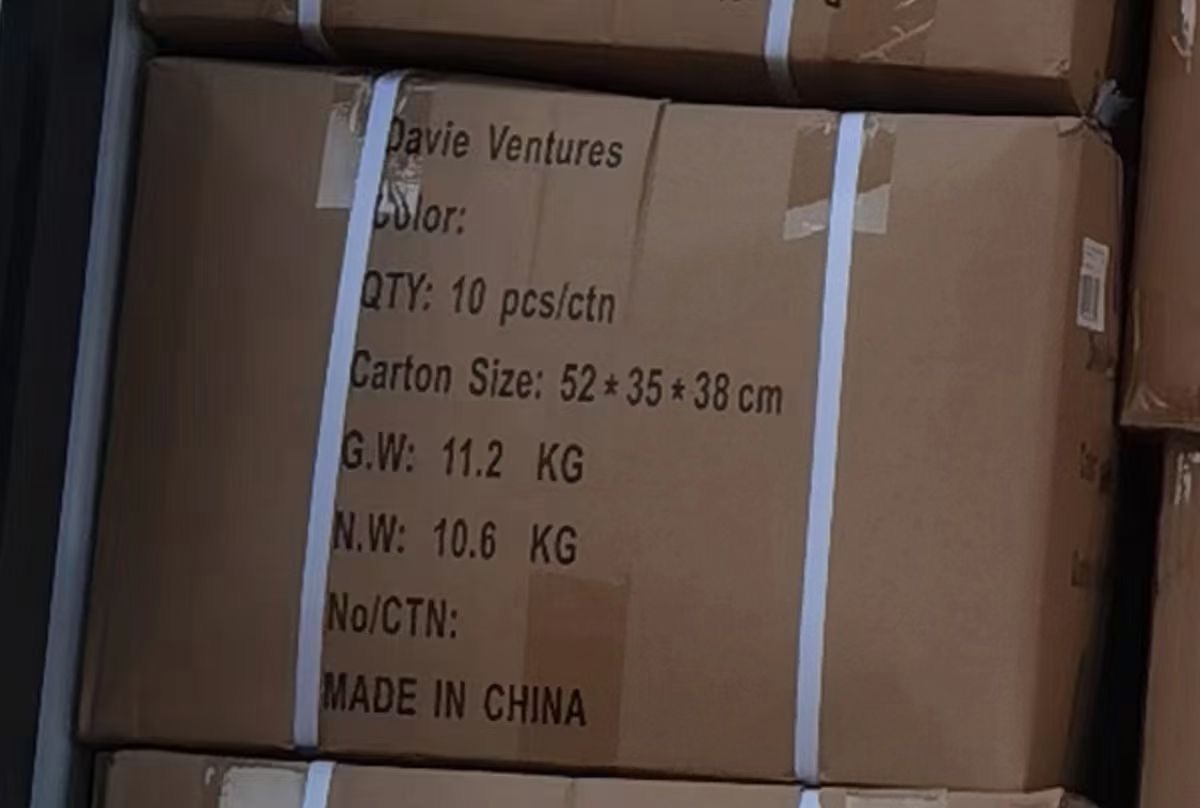 Davie Ventures
Color:
QTY: 10 pcs/ctn
Carton Size: 52*35*38 cm
G.W: 11.2 KG
N.W: 10.6 KG
No/CTN:
MADE IN CHINA